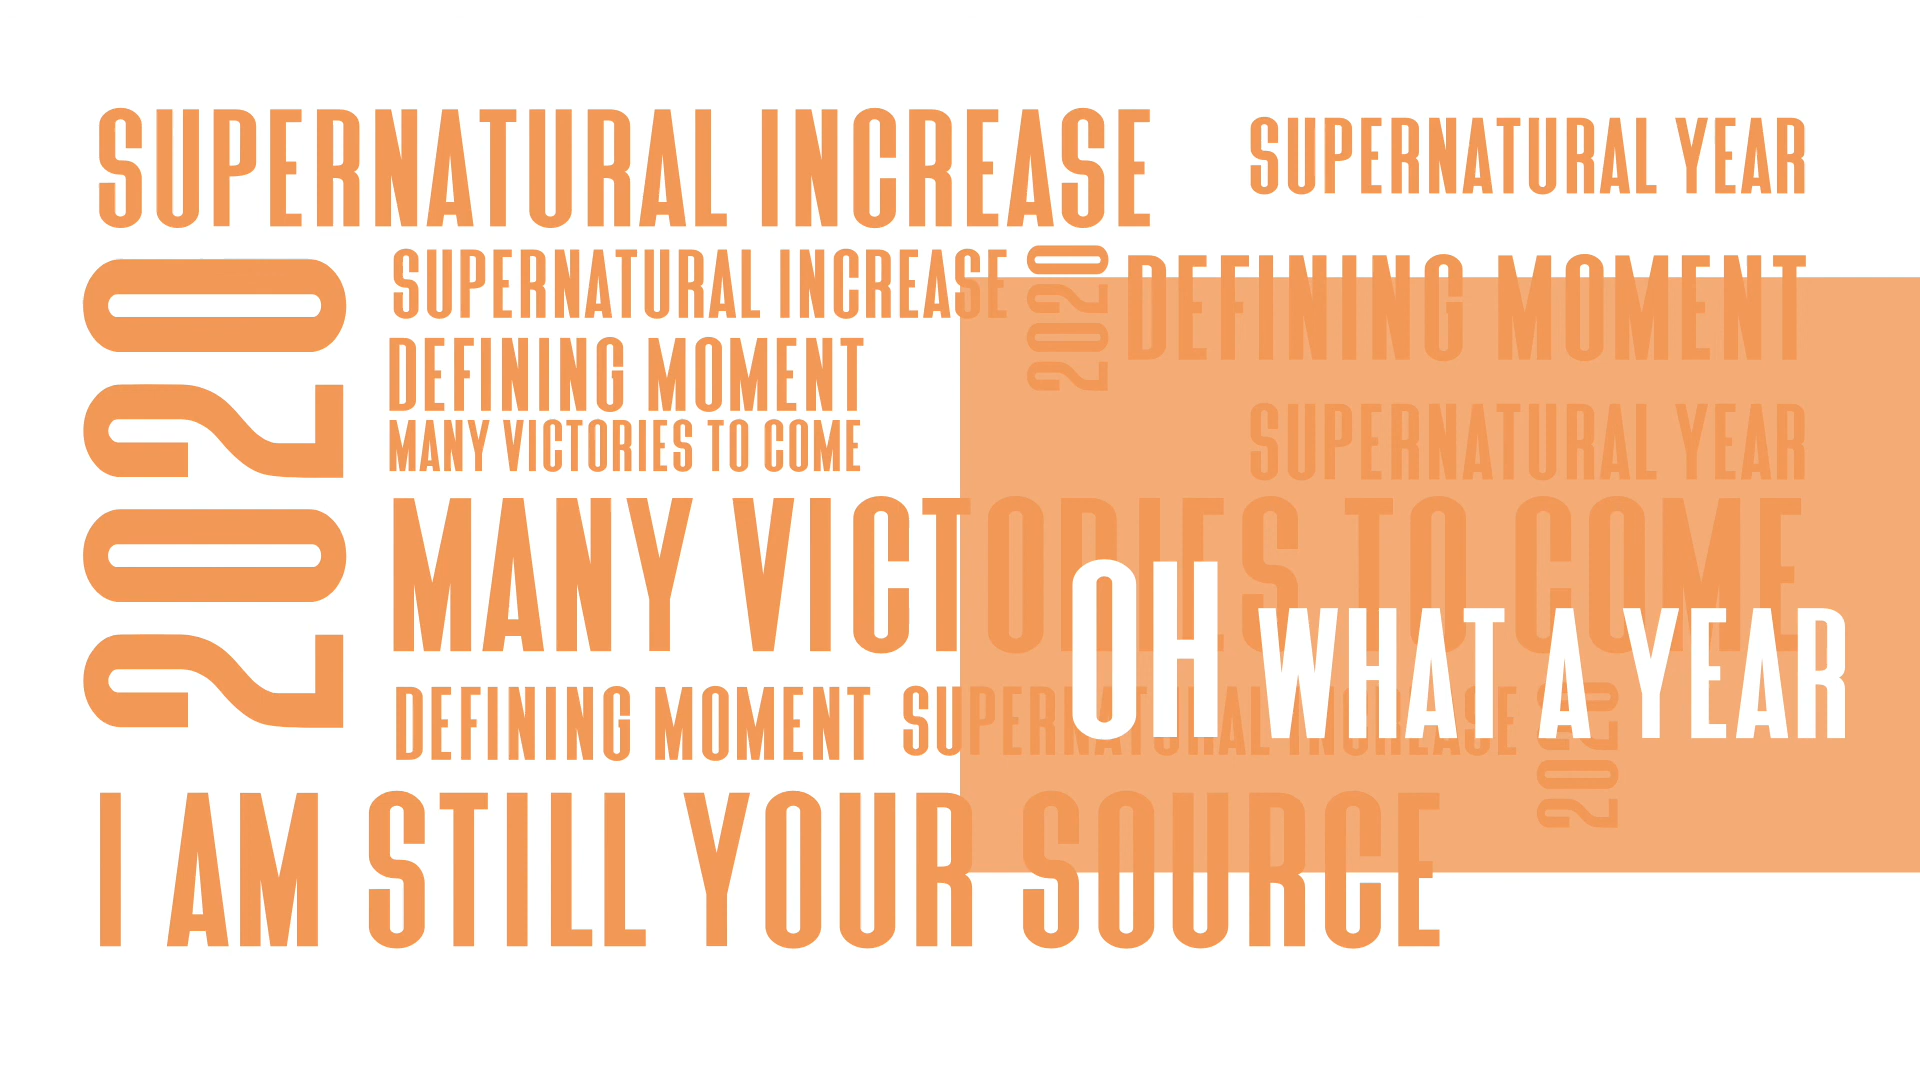 SUPERNATURAL INCREASE
SUPERNATURAL YEAR
2020
SUPERNATURAL INCREASE
2020
DEFINING MOMENT
DEFINING MOMENT
MANY VICTORIES TO COME
SUPERNATURAL YEAR
MANY VICTORIES TO COME
OH WHAT A YEAR
DEFINING MOMENT
SUPERNATURAL INCREASE
2020
I AM STILL YOUR SOURCE